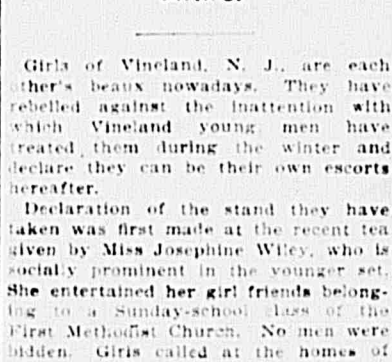 Girls of Vineland, N. J., are each
other's beaux nowadays. They have
rebelled against the inattention with
which Vineland young men have
treated them during the winter and
declare they can be their own escorts
hereafter.
Declaration of the stand they have
taken was first made at the recent tea
given by Miss Josephine Wiley, who is
socially prominent in the younger set.
She entertained her girl friends belong-
ing to a Sunday-school class of the
First Methodist Church. No men were
bidden. Girls called at the homes of